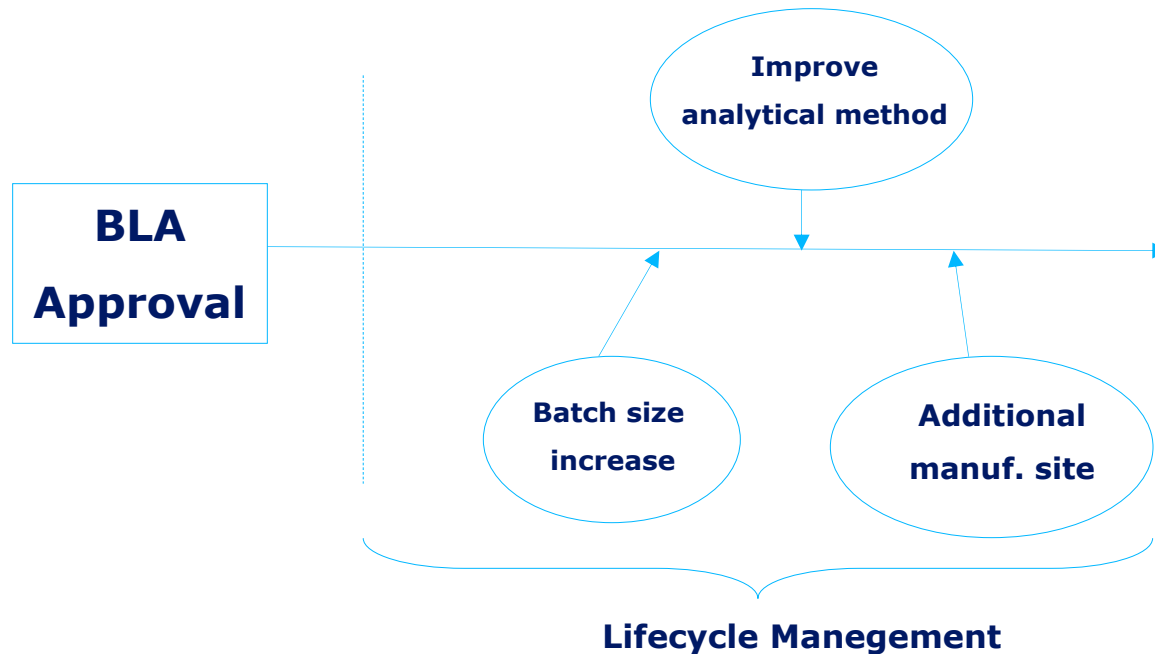 Improve
analytical method
BLA
Approval
Batch size
increase
Additional
manuf. site
Lifecycle Manegement